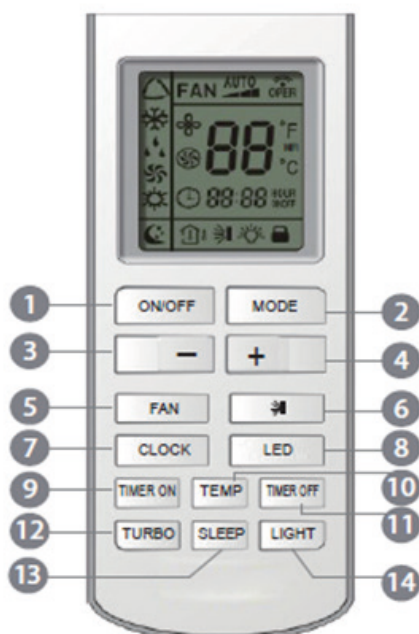 FAN AUTO OPER
88 °F
WIFI
°C
88:88 HOUR
ON/OFF
1 ON/OFF MODE 2
3 − + 4
5 FAN 6
7 CLOCK LED 8
9 TIMER ON TEMP TIMER OFF 10
11
12 TURBO SLEEP LIGHT
13 14